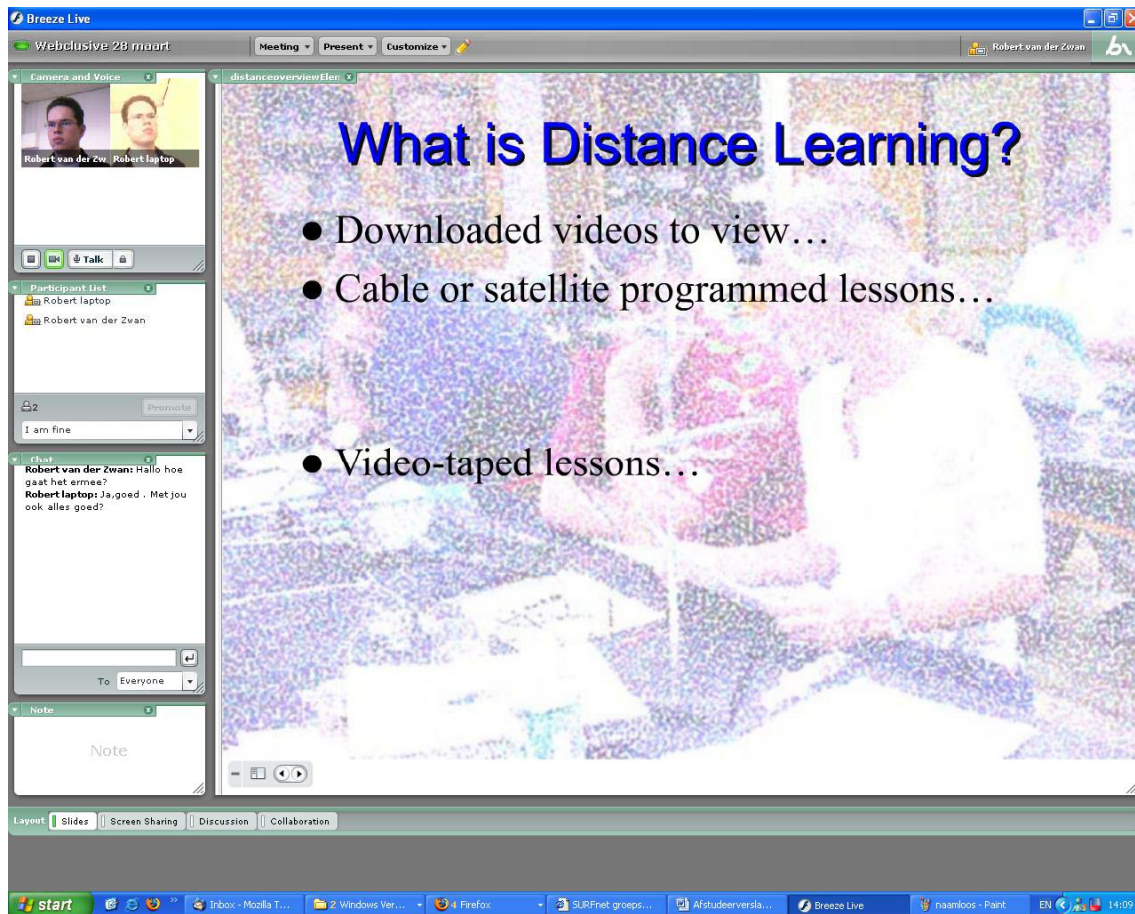 Breeze Live
Webclusive 28 maart
Meeting Present Customize
Robert van der Zwan
Camera and Voice
Robert van der Zw Robert laptop
Talk
Participant List
Robert laptop
Robert van der Zwan
2
Promote
I am fine
Chat
Robert van der Zwan: Hallo hoe
gaat het ermee?
Robert laptop: Ja,goed . Met jou
ook alles goed?
To Everyone
Note
Note
distanceoverviewElen
What is Distance Learning?
• Downloaded videos to view…
• Cable or satellite programmed lessons…
• Video-taped lessons…
Layout Slides Screen Sharing Discussion Collaboration
start Inbox - Mozilla T... 2 Windows Ver... 4 Firefox SURFnet groeps... Afstudeerversla... Breeze Live naamloos - Paint EN 14:09